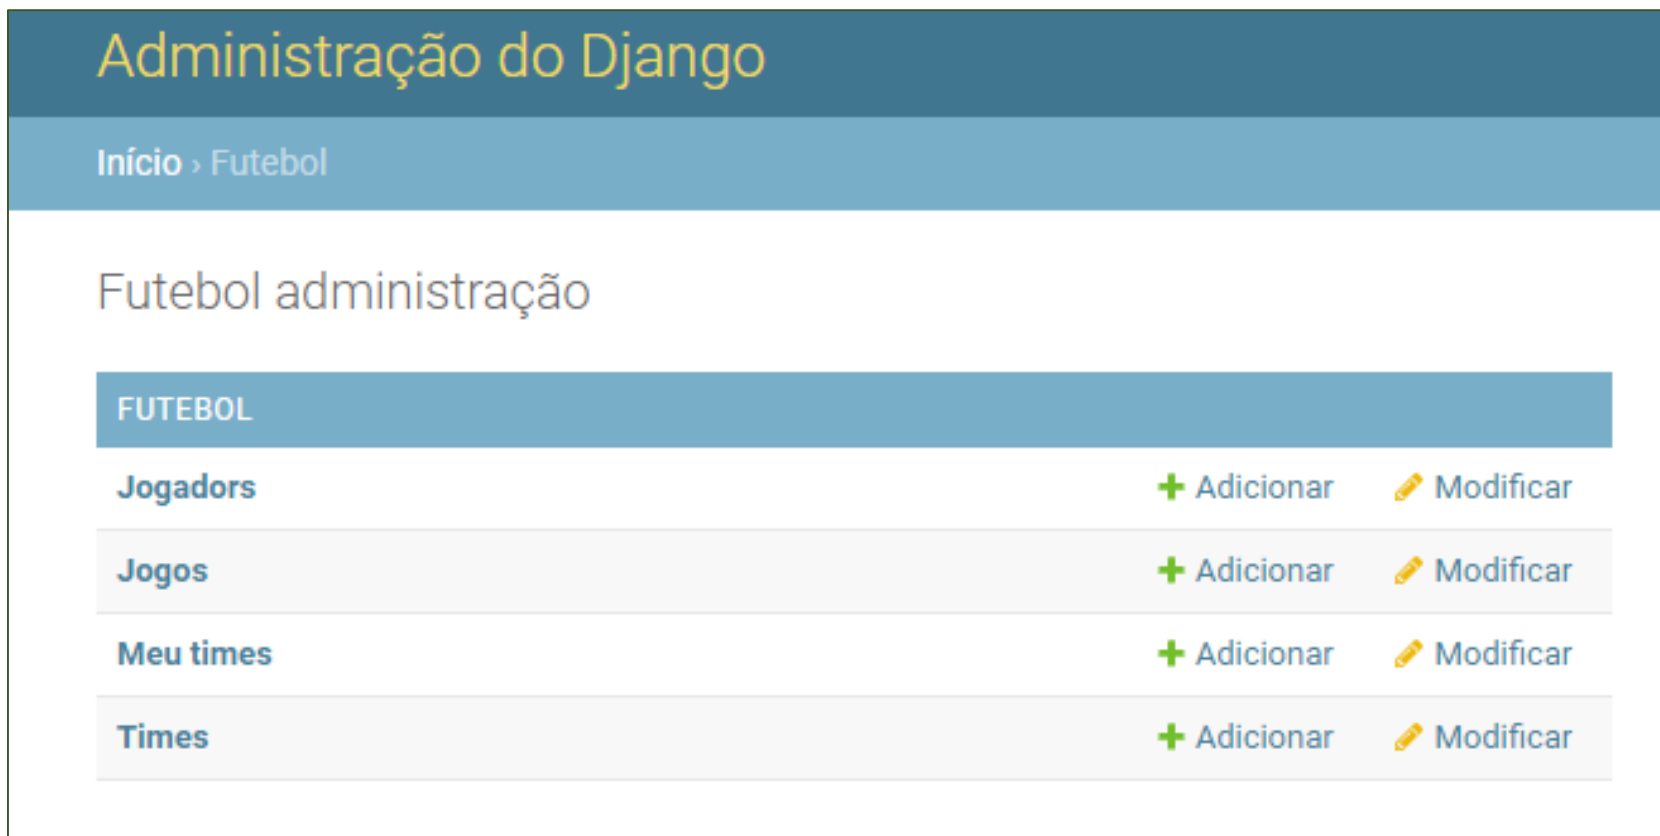 Administração do Django
Início › Futebol
Futebol administração
FUTEBOL
Jogadors Adicionar Modificar
Jogos Adicionar Modificar
Meu times Adicionar Modificar
Times Adicionar Modificar